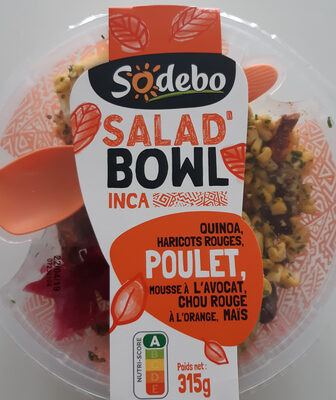 Sodebo
SALAD'
BOWL
INCA
QUINOA,
HARICOTS ROUGES,
POULET,
MOUSSE À L'AVOCAT,
CHOU ROUGE
À L'ORANGE, MAÏS
NUTRI-SCORE
A
B
C
D
E
Poids net :
315g